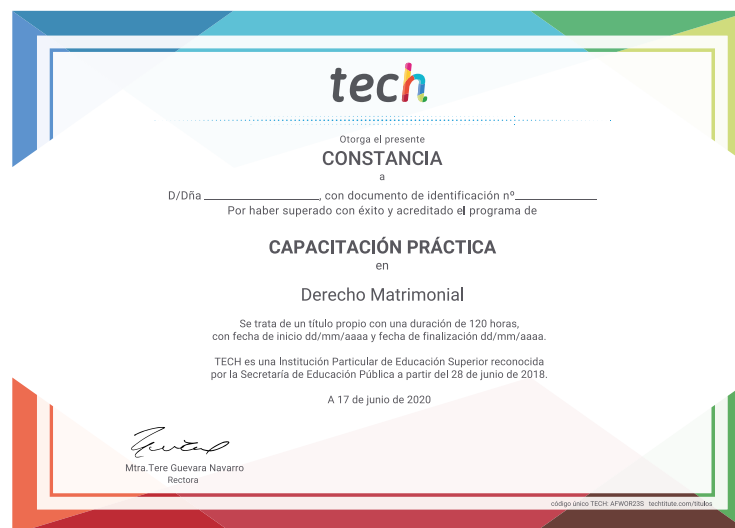 tech
Otorga el presente
CONSTANCIA
a
D/Dña ____________________, con documento de identificación nº______________
Por haber superado con éxito y acreditado el programa de
CAPACITACIÓN PRÁCTICA
en
Derecho Matrimonial
Se trata de un título propio con una duración de 120 horas,
con fecha de inicio dd/mm/aaaa y fecha de finalización dd/mm/aaaa.
TECH es una Institución Particular de Educación Superior reconocida
por la Secretaría de Educación Pública a partir del 28 de junio de 2018.
A 17 de junio de 2020
Mtra.Tere Guevara Navarro
Rectora
código único TECH: AFWOR23S techtitute.com/titulos